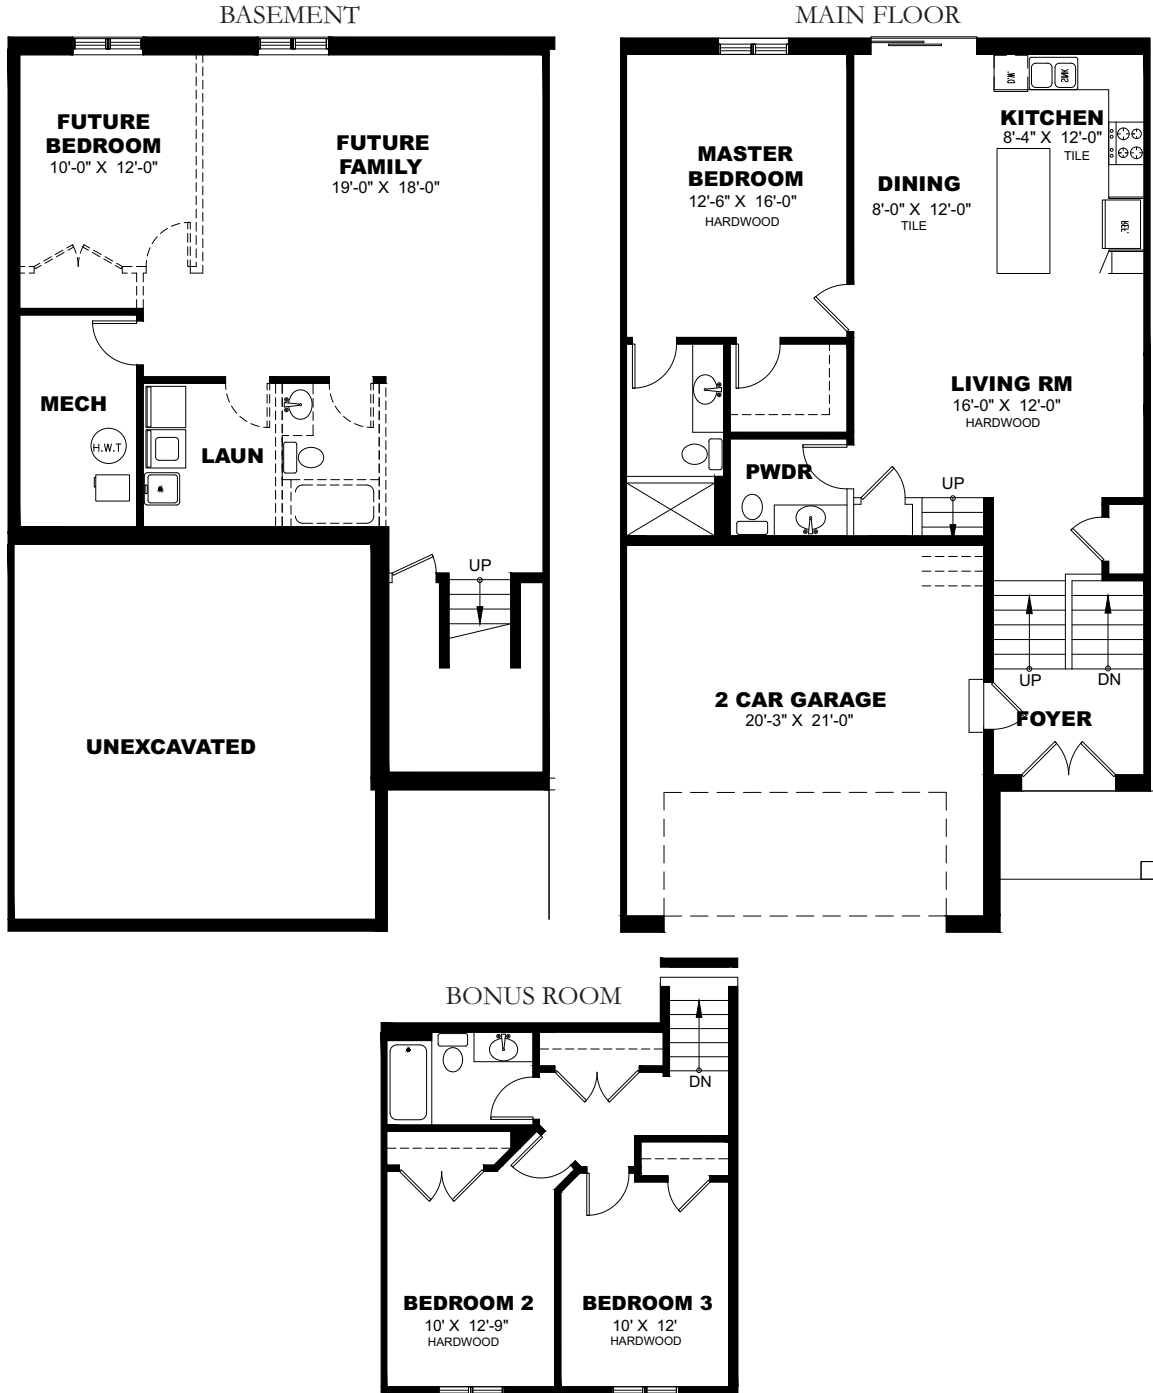 BASEMENT
FUTURE
BEDROOM
10'-0" X 12'-0"
FUTURE
FAMILY
19'-0" X 18'-0"
MECH
H.W.T
LAUN
UP
UNEXCAVATED
MAIN FLOOR
D.W.
SINK
KITCHEN
8'-4" X 12'-0"
TILE
MASTER
BEDROOM
12'-6" X 16'-0"
HARDWOOD
DINING
8'-0" X 12'-0"
TILE
REF.
LIVING RM
16'-0" X 12'-0"
HARDWOOD
PWDR
UP
2 CAR GARAGE
20'-3" X 21'-0"
UP
DN
FOYER
BONUS ROOM
DN
BEDROOM 2
10' X 12'-9"
HARDWOOD
BEDROOM 3
10' X 12'
HARDWOOD